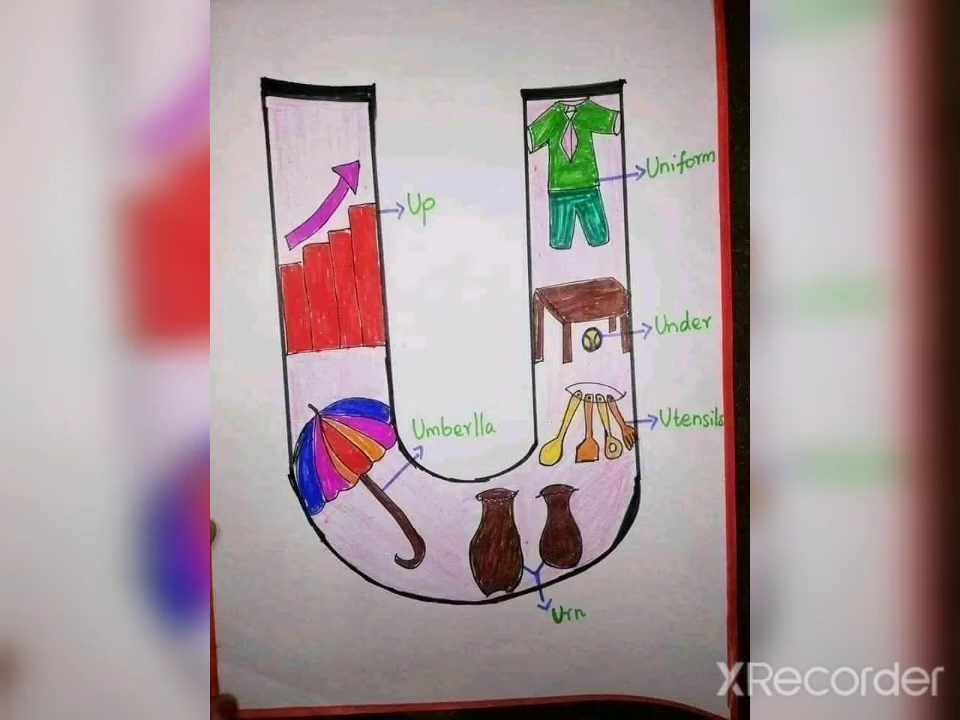 Up
Uniform
Under
Umberlla
Utensils
Urn
XRecorder